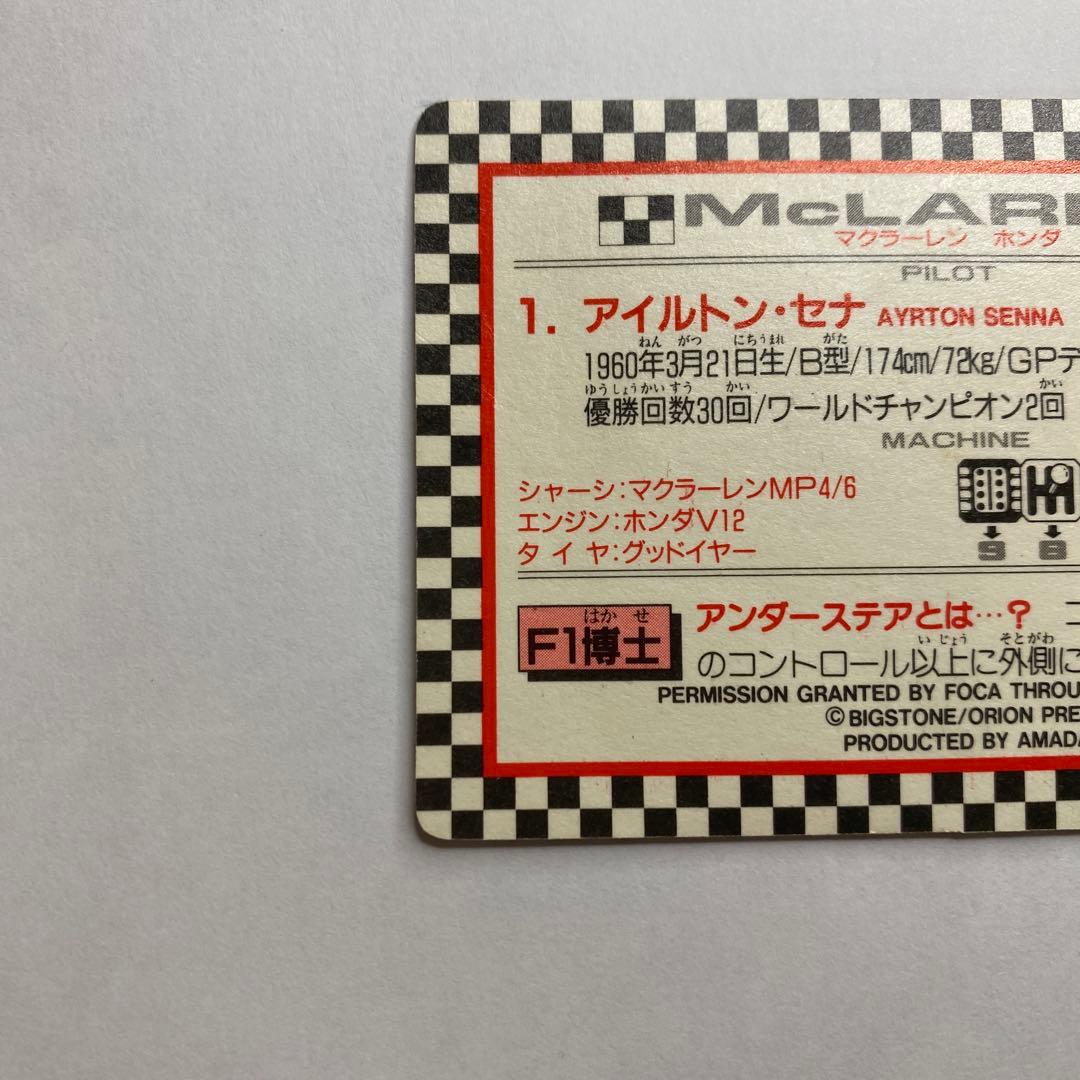 McLAR
マクラーレン ホンダ
PILOT
1. アイルトン・セナ AYRTON SENNA
ねん がつ にちうまれ がた
1960年3月21日生/B型/174cm/72kg/GPデ
ゆうしょうかいすう かい かい
優勝回数30回/ワールドチャンピオン2回
MACHINE
シャーシ:マクラーレンMP4/6
エンジン:ホンダV12
タイヤ:グッドイヤー
9 8
はかせ
F1博士
アンダーステアとは…? コ
いじょう そとがわ
のコントロール以上に外側に
PERMISSION GRANTED BY FOCA THROU
©BIGSTONE/ORION PRE
PRODUCTED BY AMADA